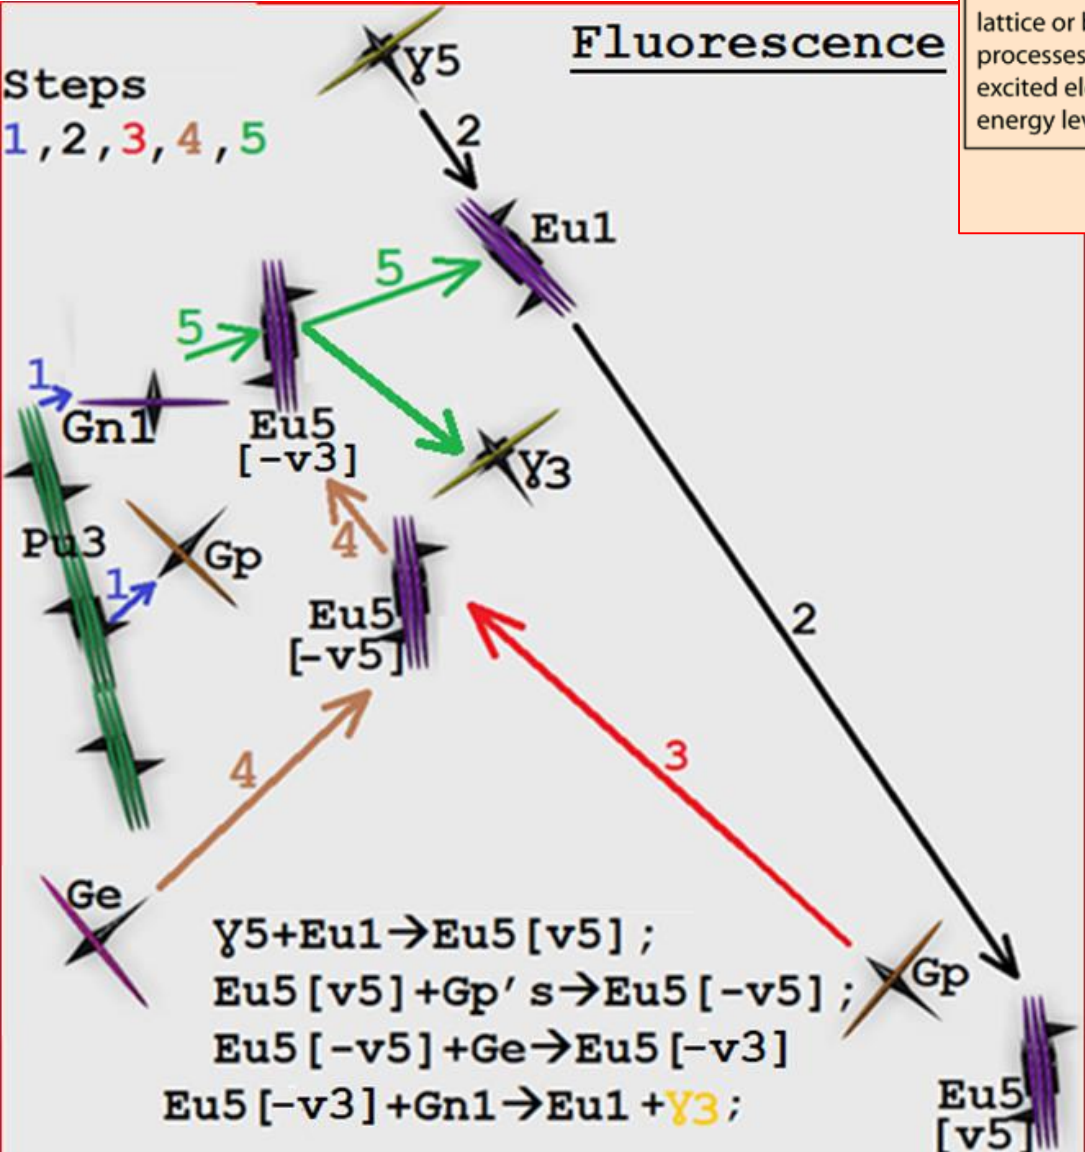 Fluorescence
lattice or
processes
excited
energy
Steps
1,2,3,4,5
γ5
2
Eu1
5
5
1
Gn1
Eu5
[-v3]
γ3
Pu3
Gp
4
1
Eu5
[-v5]
2
3
4
Ge
γ5+Eu1→Eu5[v5];
Eu5[v5]+Gp's→Eu5[-v5];
Gp
Eu5[-v5]+Ge→Eu5[-v3]
Eu5[-v3]+Gn1→Eu1+γ3;
Eu5
[v5]